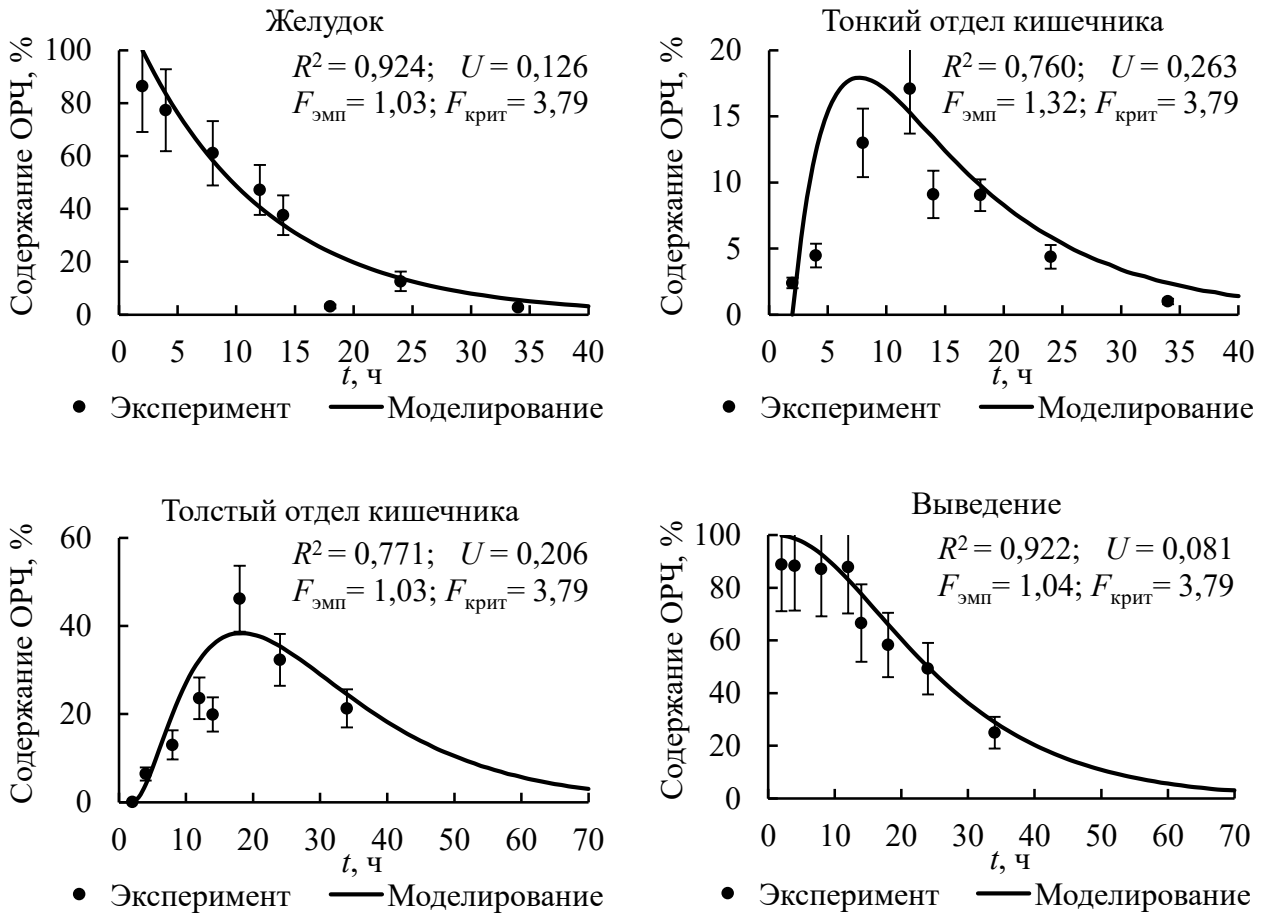 Желудок
Содержание ОРЧ, %
R² = 0,924; U = 0,126
Fэмп= 1,03; Fкрит= 3,79
100
80
60
40
20
0
0 5 10 15 20 25 30 35 40
t, ч
Эксперимент Моделирование
Тонкий отдел кишечника
Содержание ОРЧ, %
R² = 0,760; U = 0,263
Fэмп= 1,32; Fкрит= 3,79
20
15
10
5
0
0 5 10 15 20 25 30 35 40
t, ч
Эксперимент Моделирование
Толстый отдел кишечника
Содержание ОРЧ, %
R² = 0,771; U = 0,206
Fэмп= 1,03; Fкрит= 3,79
60
40
20
0
0 10 20 30 40 50 60 70
t, ч
Эксперимент Моделирование
Выведение
Содержание ОРЧ, %
R² = 0,922; U = 0,081
Fэмп= 1,04; Fкрит= 3,79
100
80
60
40
20
0
0 10 20 30 40 50 60 70
t, ч
Эксперимент Моделирование